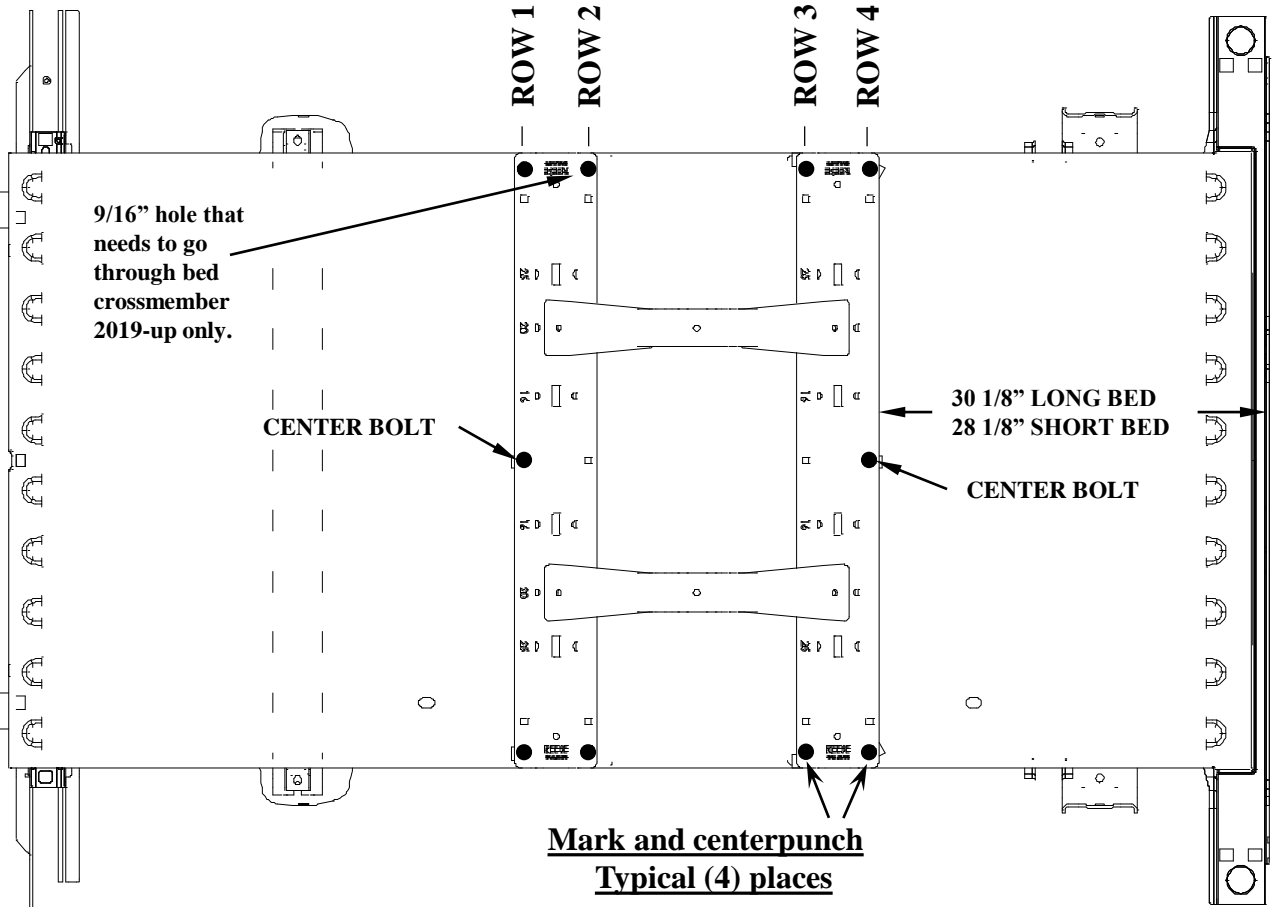 ROW 1
ROW 2
ROW 3
ROW 4
9/16” hole that
needs to go
through bed
crossmember
2019-up only.
CENTER BOLT
30 1/8” LONG BED
28 1/8” SHORT BED
CENTER BOLT
Mark and centerpunch
Typical (4) places